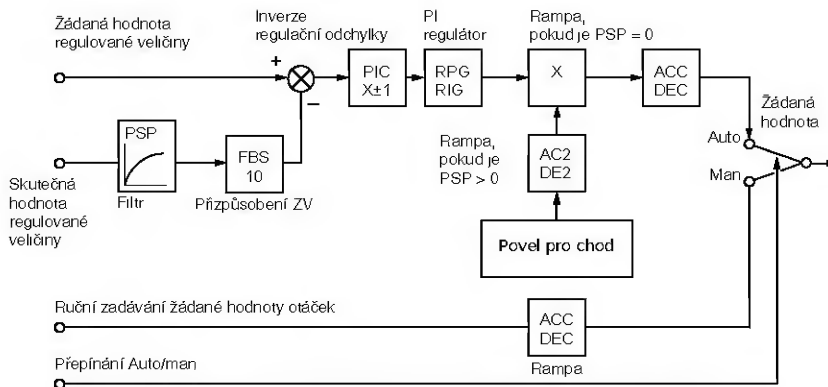 Žádaná hodnota
regulované veličiny
Inverze
regulační odchylky
PI
regulátor
Rampa,
pokud je PSP = 0
+
−
PIC
X±1
RPG
RIG
X
ACC
DEC
Žádaná
hodnota
Auto
Man
PSP
Filtr
FBS
10
Přizpůsobení ZV
Skutečná
hodnota
regulované
veličiny
Rampa,
pokud je
PSP > 0
AC2
DE2
Povel pro chod
Ruční zadávání žádané hodnoty otáček
ACC
DEC
Rampa
Přepínání Auto/man